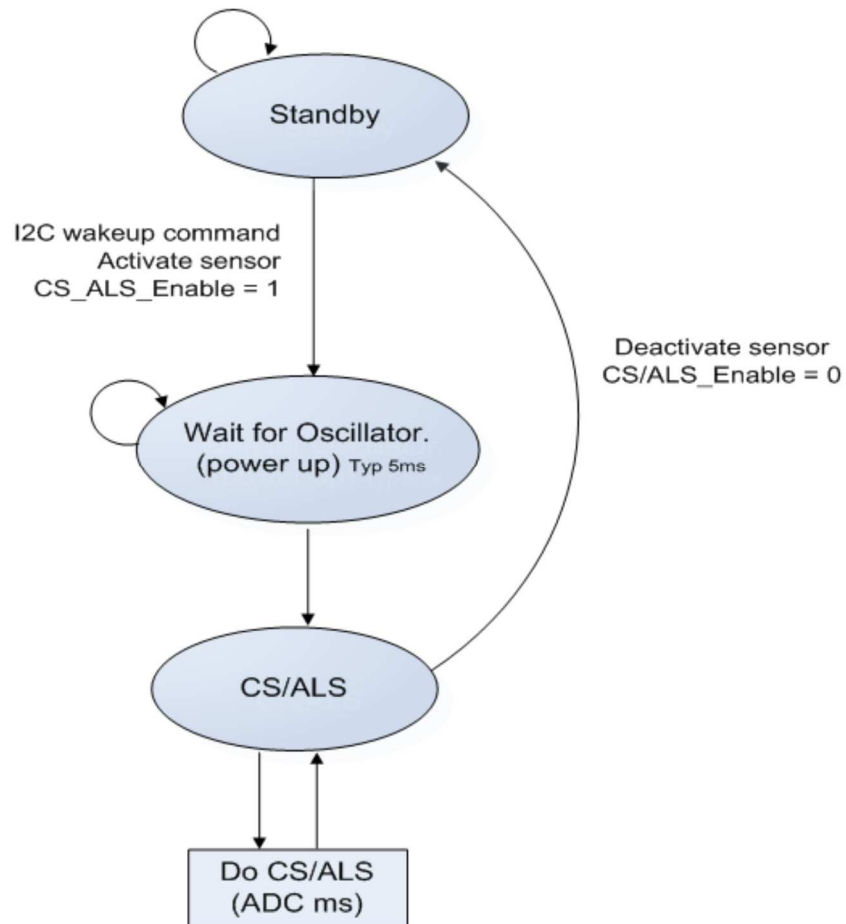 Standby
I2C wakeup command
Activate sensor
CS_ALS_Enable = 1
Deactivate sensor
CS/ALS_Enable = 0
Wait for Oscillator.
(power up) Typ 5ms
CS/ALS
Do CS/ALS
(ADC ms)